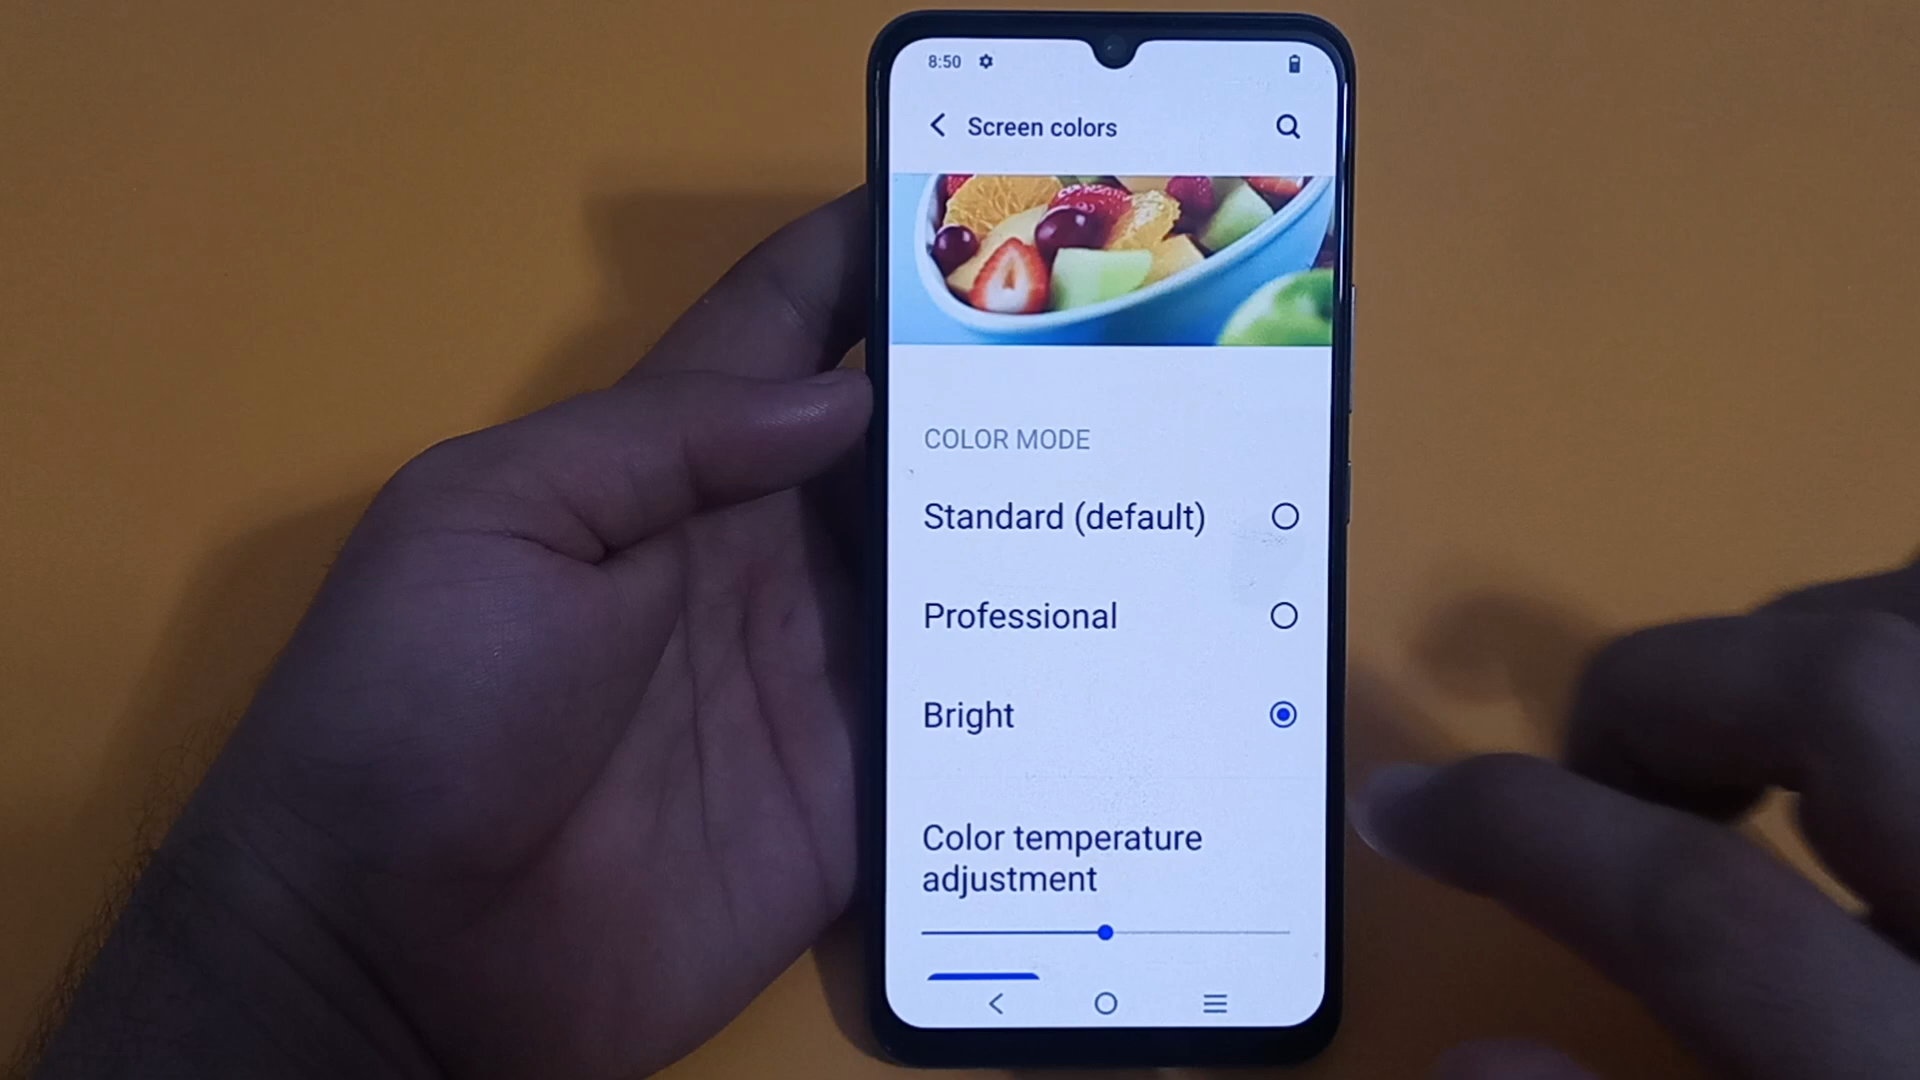 8:50
Screen colors
COLOR MODE
Standard (default)
Professional
Bright
Color temperature
adjustment